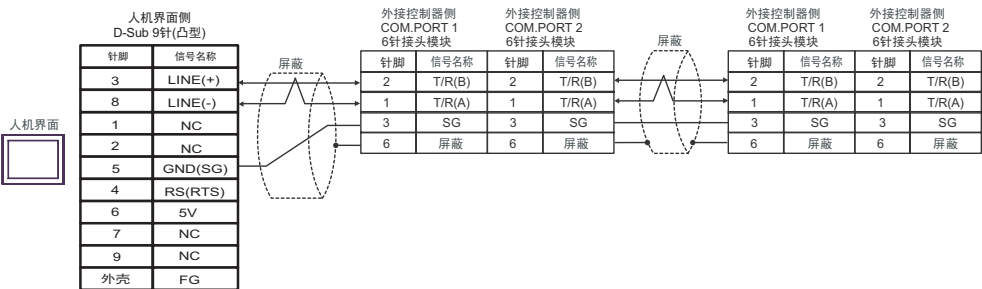 人机界面侧
D-Sub 9针(凸型)
针脚 信号名称
3 LINE(+)
8 LINE(-)
1 NC
2 NC
5 GND(SG)
4 RS(RTS)
6 5V
7 NC
9 NC
外壳 FG
人机界面
屏蔽
外接控制器侧 外接控制器侧
COM.PORT 1 COM.PORT 2
6针接头模块 6针接头模块
针脚 信号名称 针脚 信号名称
2 T/R(B) 2 T/R(B)
1 T/R(A) 1 T/R(A)
3 SG 3 SG
6 屏蔽 6 屏蔽
屏蔽
外接控制器侧 外接控制器侧
COM.PORT 1 COM.PORT 2
6针接头模块 6针接头模块
针脚 信号名称 针脚 信号名称
2 T/R(B) 2 T/R(B)
1 T/R(A) 1 T/R(A)
3 SG 3 SG
6 屏蔽 6 屏蔽